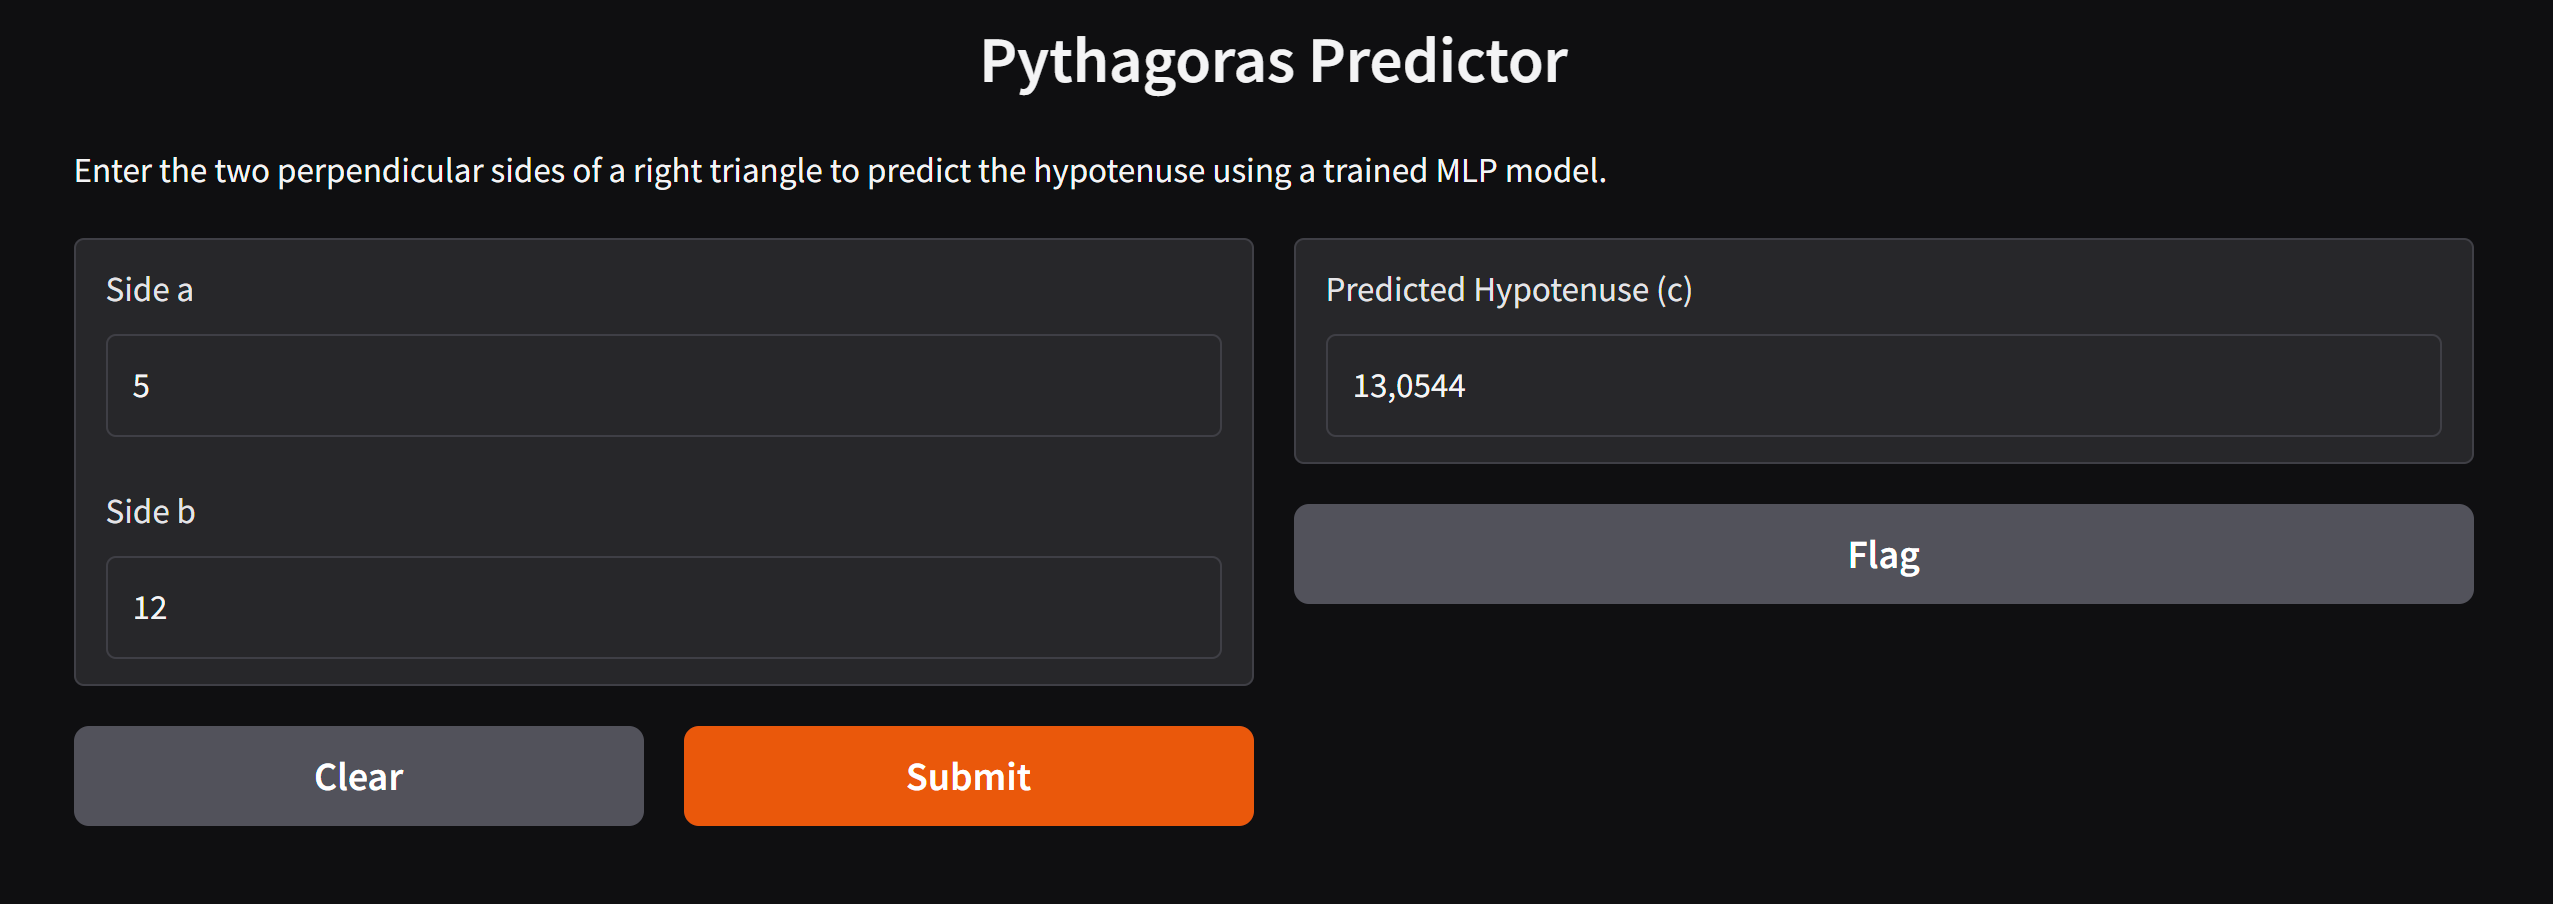 Pythagoras Predictor
Enter the two perpendicular sides of a right triangle to predict the hypotenuse using a trained MLP model.
Side a
5
Side b
12
Clear
Submit
Predicted Hypotenuse (c)
13,0544
Flag